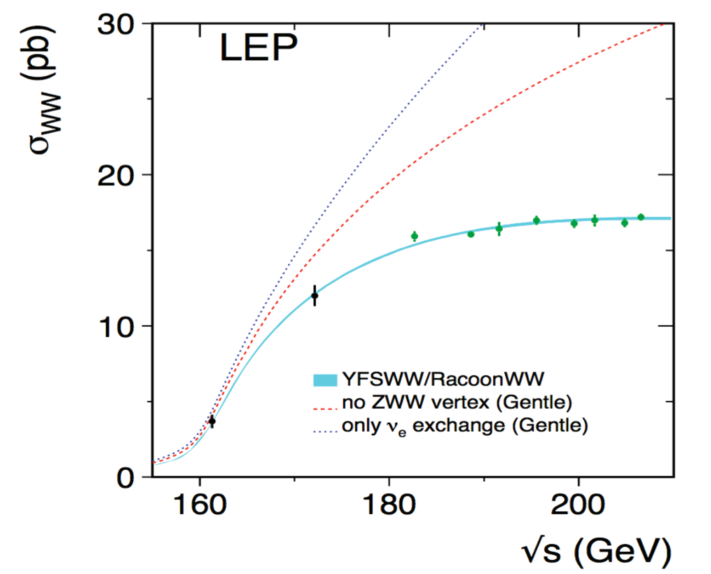 LEP
σWW (pb)
30
20
10
0
YFSWW/RacoonWW
no ZWW vertex (Gentle)
only νe exchange (Gentle)
160
180
200
√s (GeV)